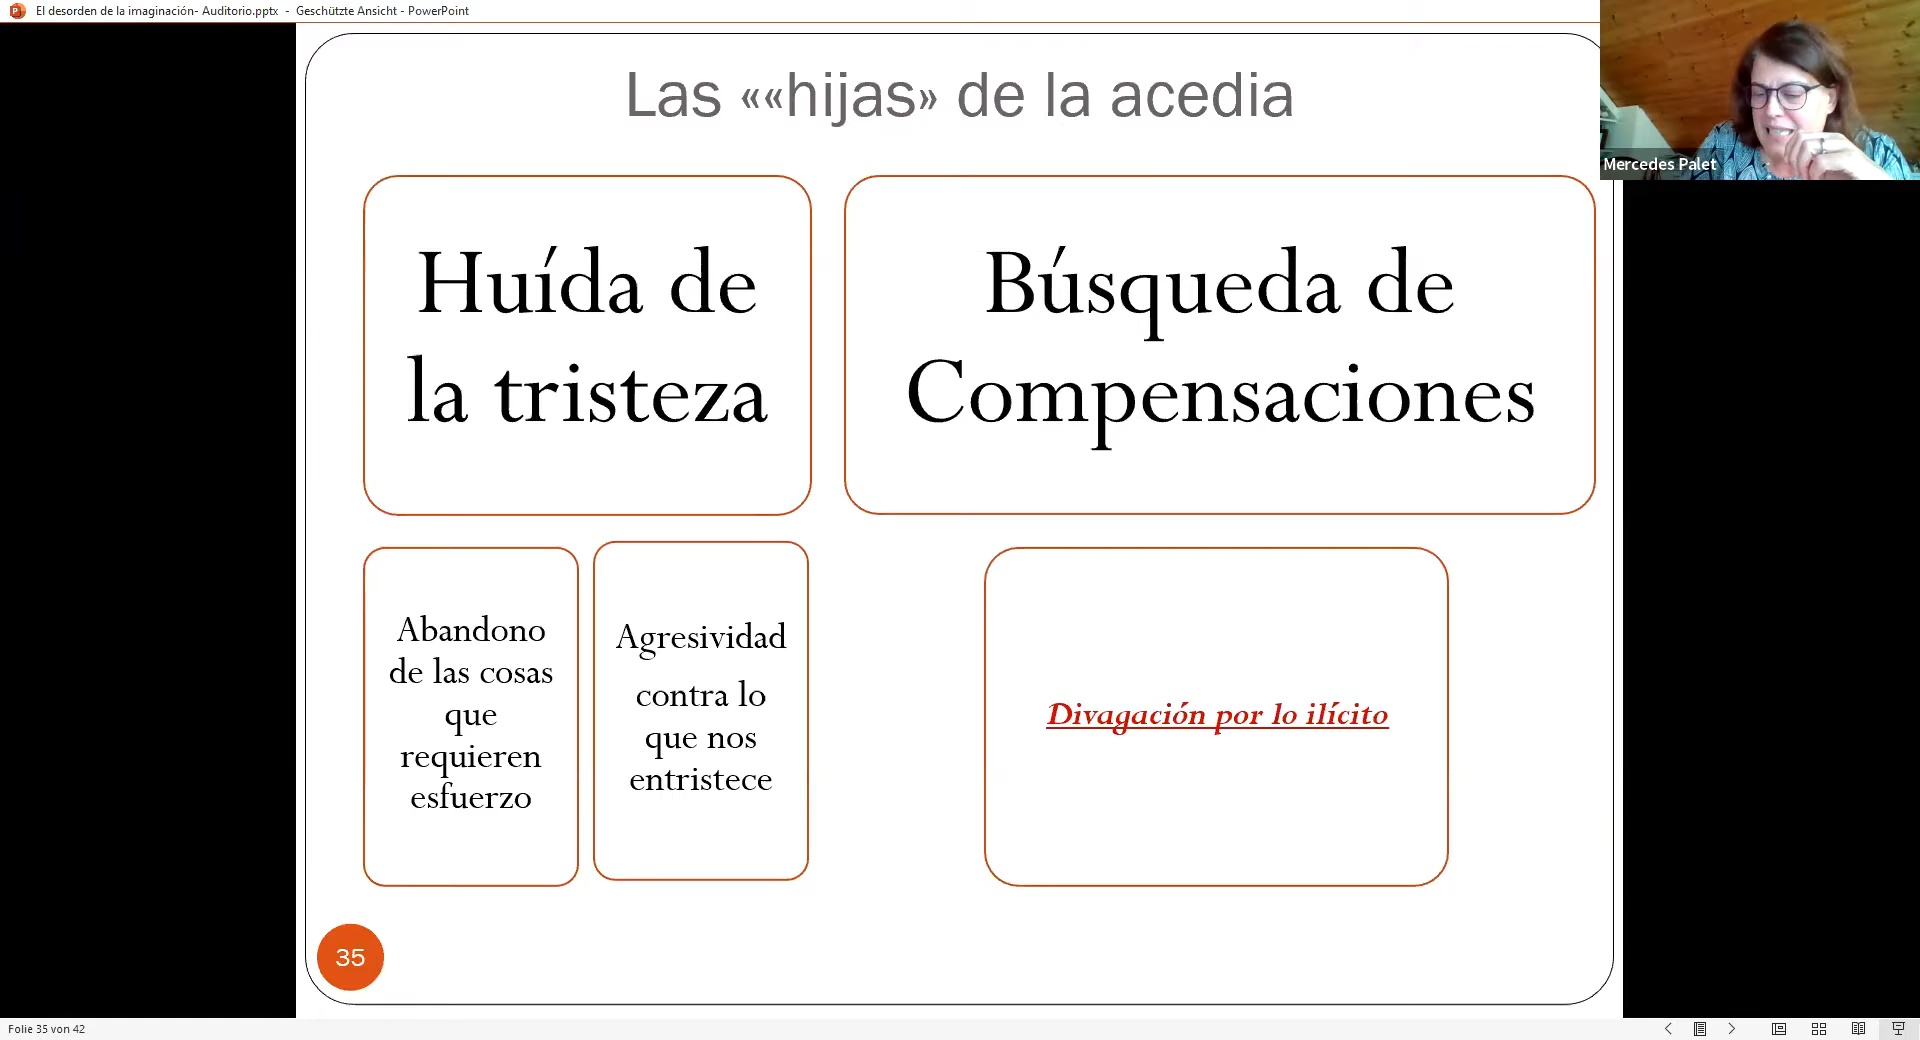 El desorden de la imaginación- Auditorio.pptx - Geschützte Ansicht - PowerPoint
Las ««hijas» de la acedia
Mercedes Palet
Huída de
la tristeza
Búsqueda de
Compensaciones
Abandono
de las cosas
que
requieren
esfuerzo
Agresividad
contra lo
que nos
entristece
Divagación por lo ilícito
35
Folie 35 von 42